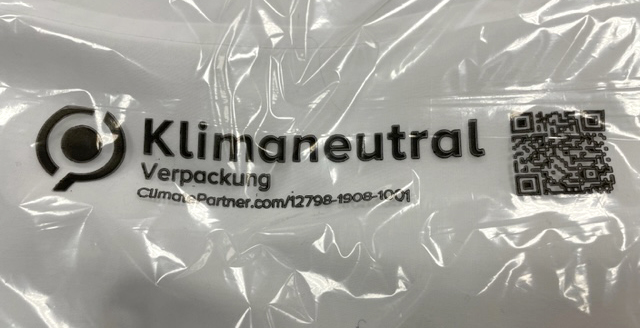 Klimaneutral
Verpackung
ClimatePartner.com/12798-1908-1001